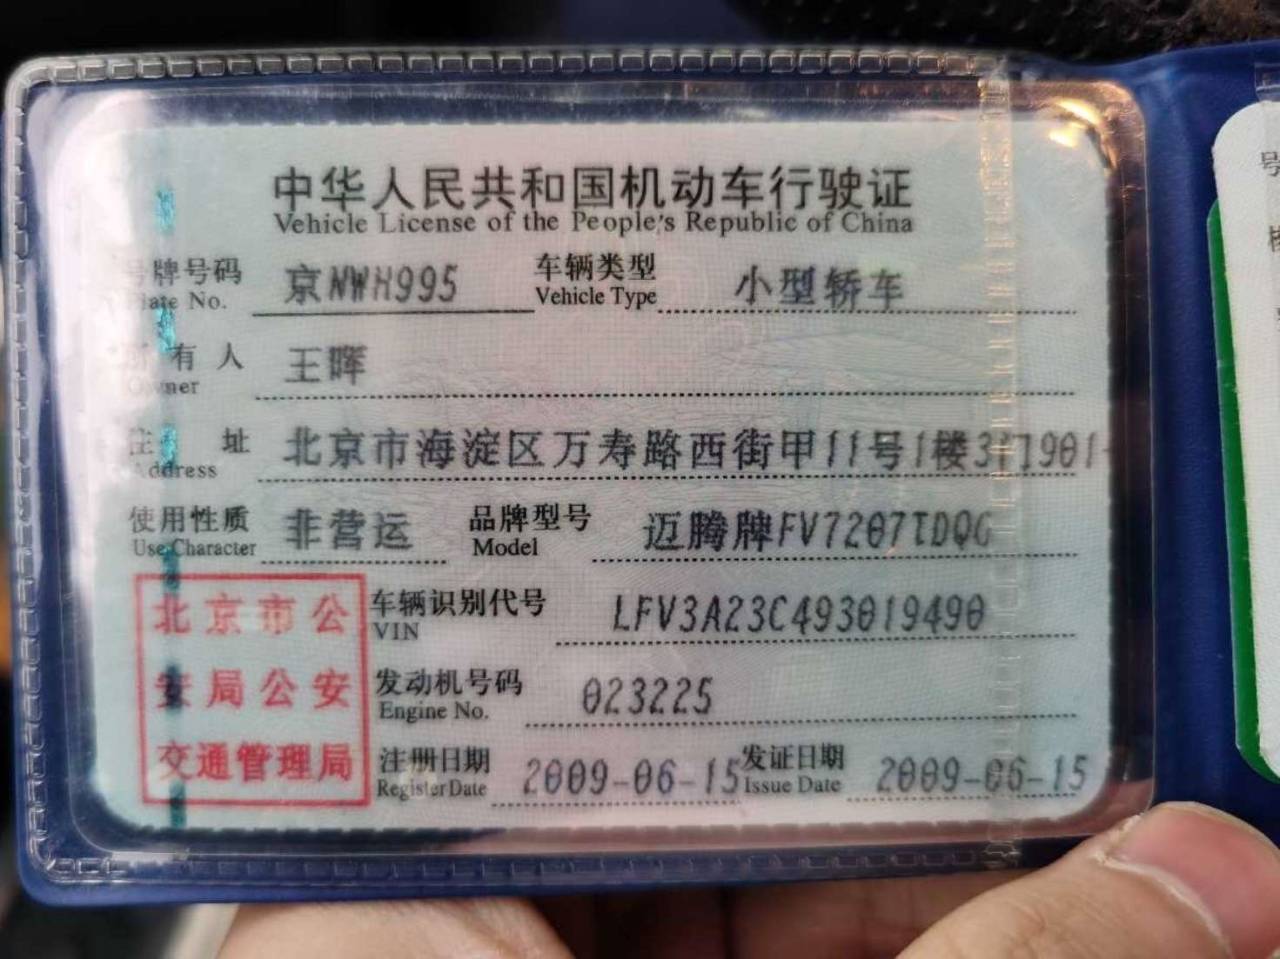 中华人民共和国机动车行驶证
Vehicle License of the People's Republic of China
号牌号码 京NWH995 车辆类型 小型轿车
Plate No. Vehicle Type
所有人 王晖
Owner
住址 北京市海淀区万寿路西街甲11号1楼3门901
Address
使用性质 非营运 品牌型号 迈腾牌FV7207TDQG
Use Character Model
北京市公
安局公安
交通管理局
车辆识别代号 LFV3A23C493019490
VIN
发动机号码 023225
Engine No.
注册日期 2009-06-15 发证日期 2009-06-15
Register Date Issue Date
号